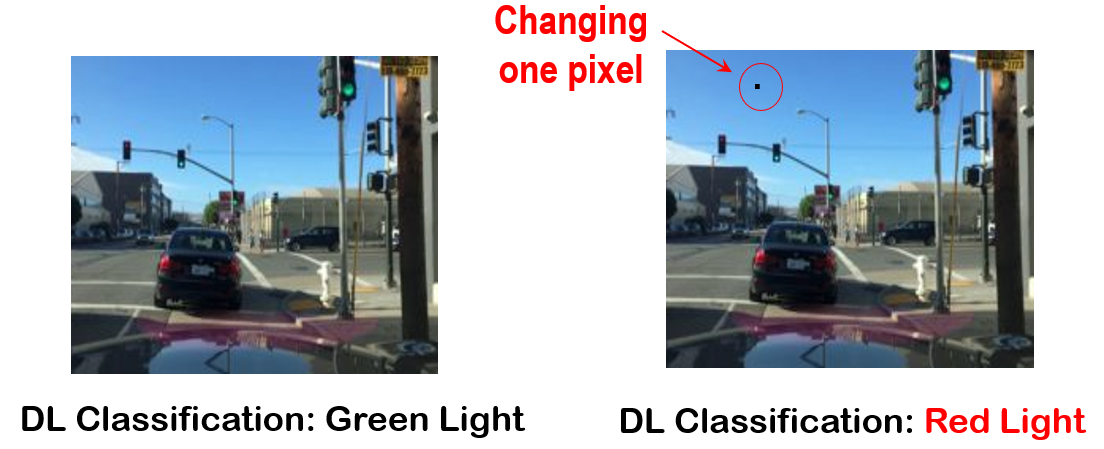 Changing
one pixel
DL Classification: Green Light
DL Classification: Red Light